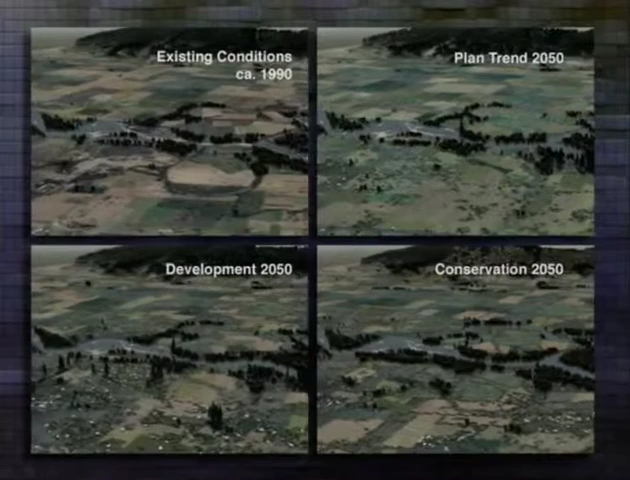 Existing Conditions
ca. 1990
Plan Trend 2050
Development 2050
Conservation 2050